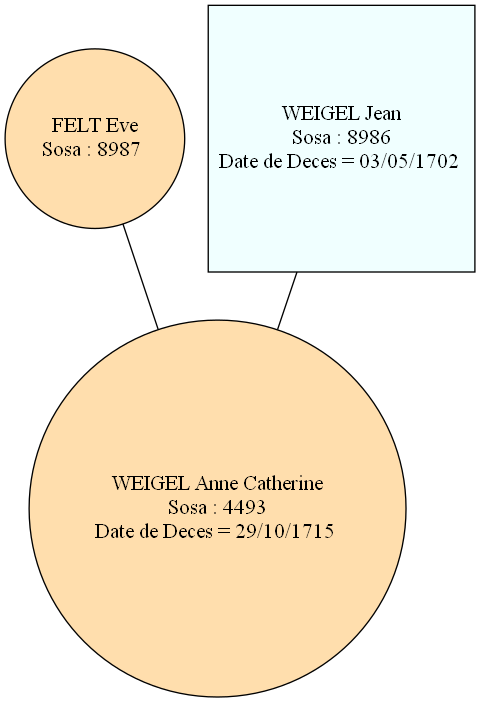 FELT Eve
Sosa : 8987
WEIGEL Jean
Sosa : 8986
Date de Deces = 03/05/1702
WEIGEL Anne Catherine
Sosa : 4493
Date de Deces = 29/10/1715